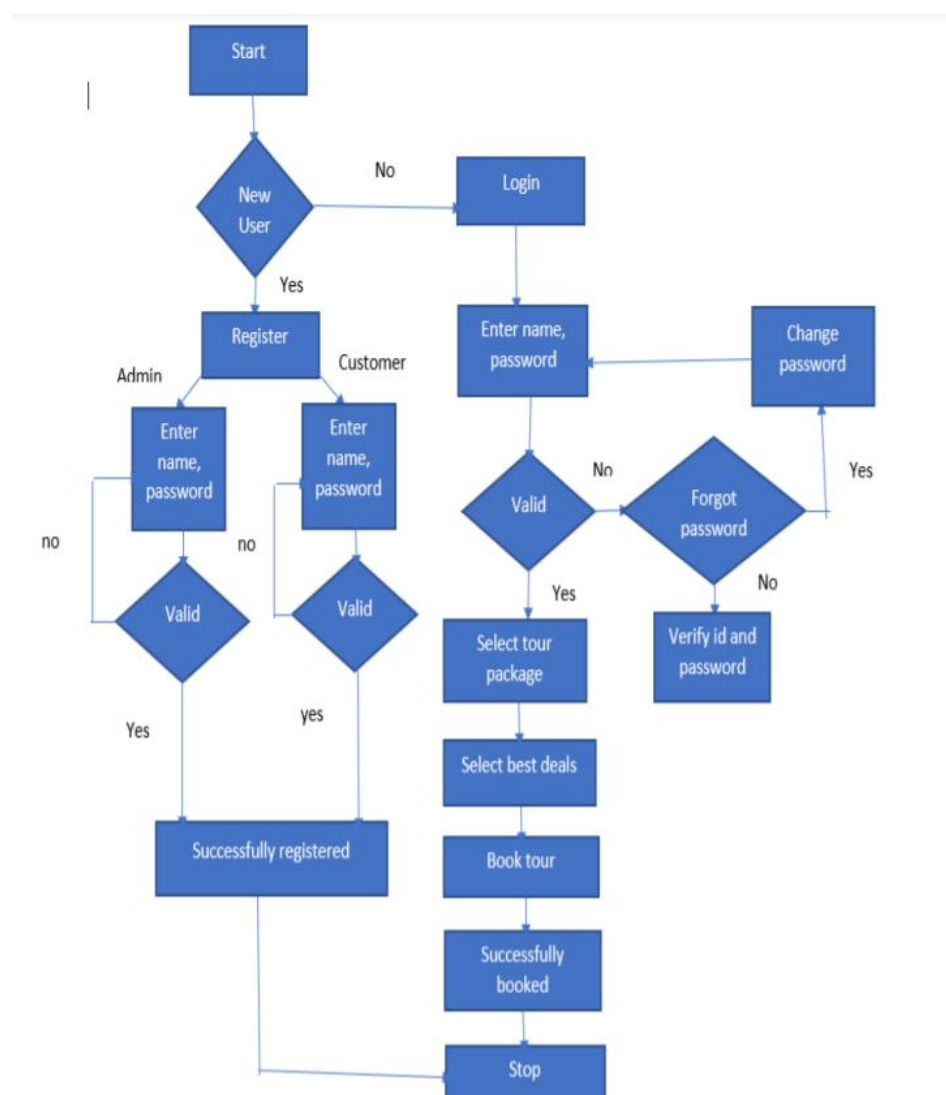 Start
No
Login
New
User
Yes
Register
Enter name,
password
Change
password
Admin
Customer
Enter
name,
password
Enter
name,
password
Valid
No
Forgot
password
Yes
no
no
Valid
Valid
Yes
No
Select tour
package
Verify id and
password
Yes
yes
Select best deals
Successfully registered
Book tour
Successfully
booked
Stop